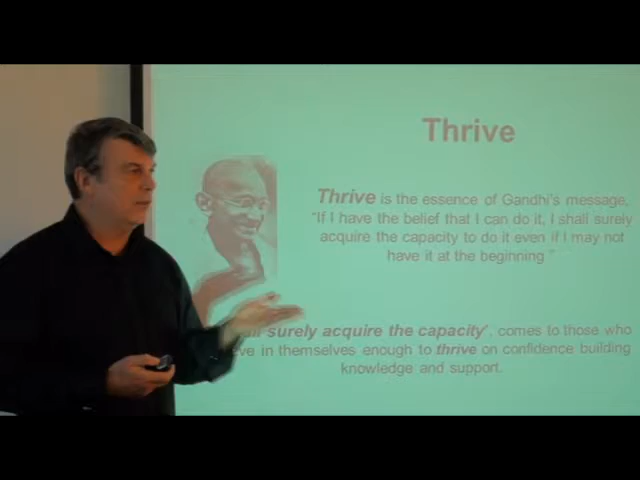 Thrive
Thrive is the essence of Gandhi's message,
"If I have the belief that I can do it, I shall surely
acquire the capacity to do it even if I may not
have it at the beginning."
surely acquire the capacity", comes to those who
in themselves enough to thrive on confidence building
knowledge and support.